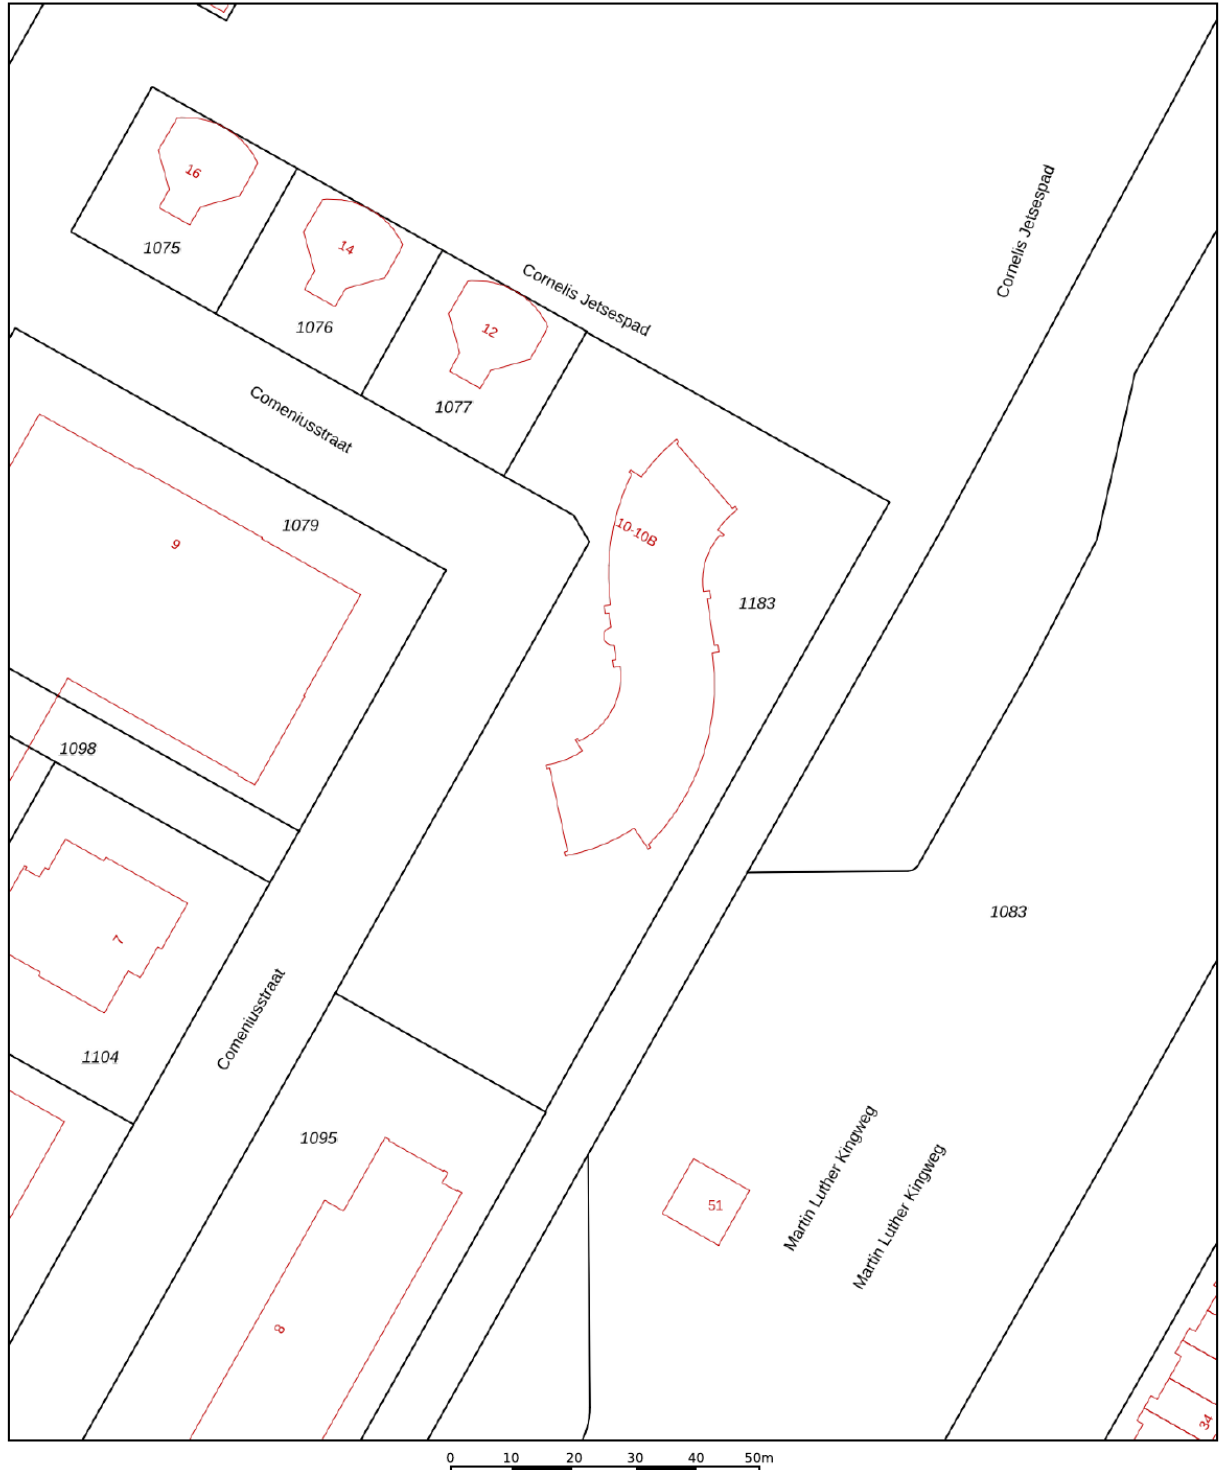 16
1075
14
1076
Cornelis Jetsespad
Cornelis Jetsespad
12
1077
Comeniusstraat
1079
9
10-10B
1183
1098
7
1104
Comeniusstraat
1083
1095
8
51
Martin Luther Kingweg
Martin Luther Kingweg
34
0 10 20 30 40 50m